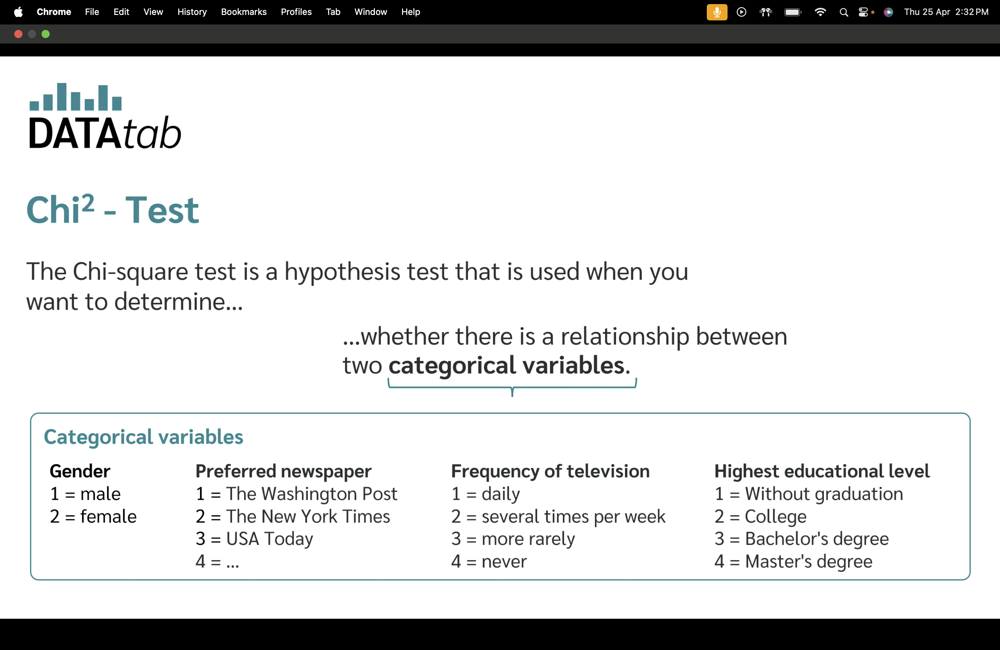 Chrome File Edit View History Bookmarks Profiles Tab Window Help Thu 25 Apr 2:32 PM
DATAtab
Chi² - Test
The Chi-square test is a hypothesis test that is used when you
want to determine...
...whether there is a relationship between
two categorical variables.
Categorical variables
Gender
1 = male
2 = female
Preferred newspaper
1 = The Washington Post
2 = The New York Times
3 = USA Today
4 = ...
Frequency of television
1 = daily
2 = several times per week
3 = more rarely
4 = never
Highest educational level
1 = Without graduation
2 = College
3 = Bachelor's degree
4 = Master's degree